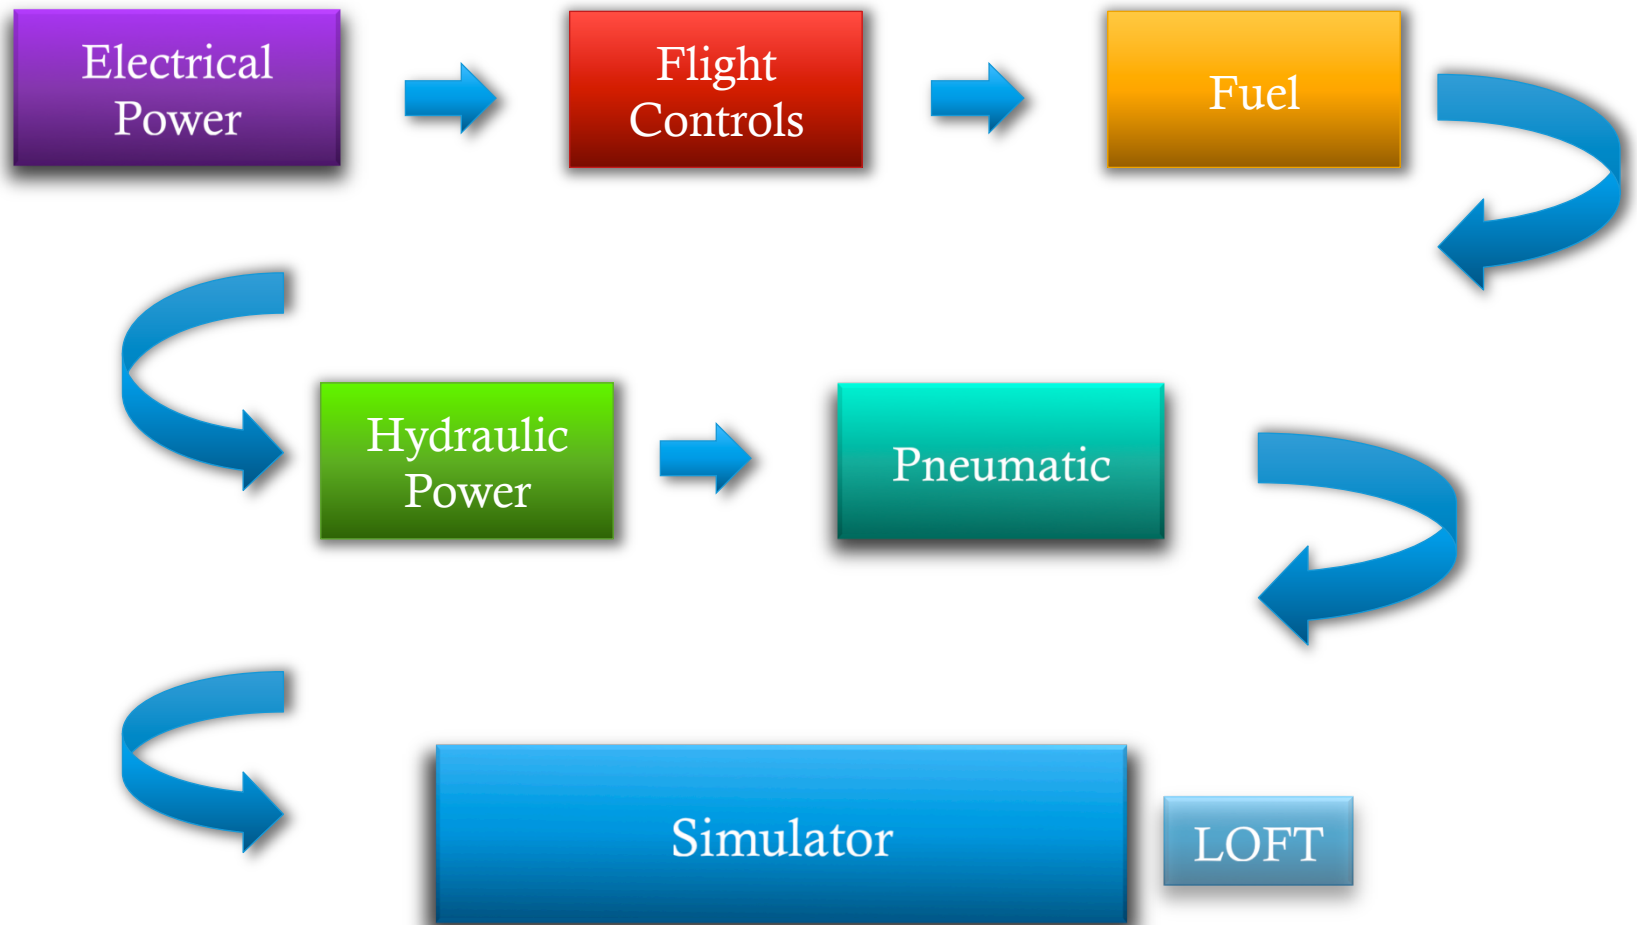 Electrical
Power
Flight
Controls
Fuel
Hydraulic
Power
Pneumatic
Simulator
LOFT